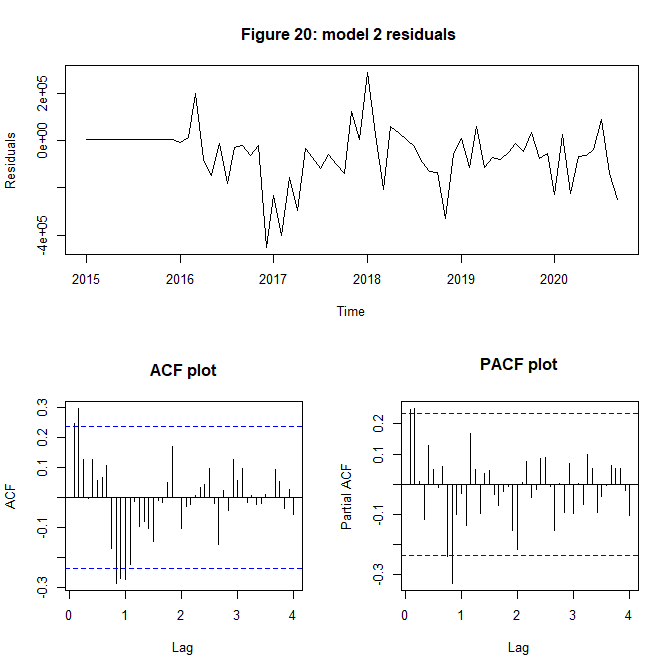 Figure 20: model 2 residuals
Residuals
2e+05
0e+00
-4e+05
2015 2016 2017 2018 2019 2020
Time
ACF plot
ACF
0.3
0.2
0.1
-0.1
-0.3
0 1 2 3 4
Lag
PACF plot
Partial ACF
0.2
0.1
-0.1
-0.3
0 1 2 3 4
Lag